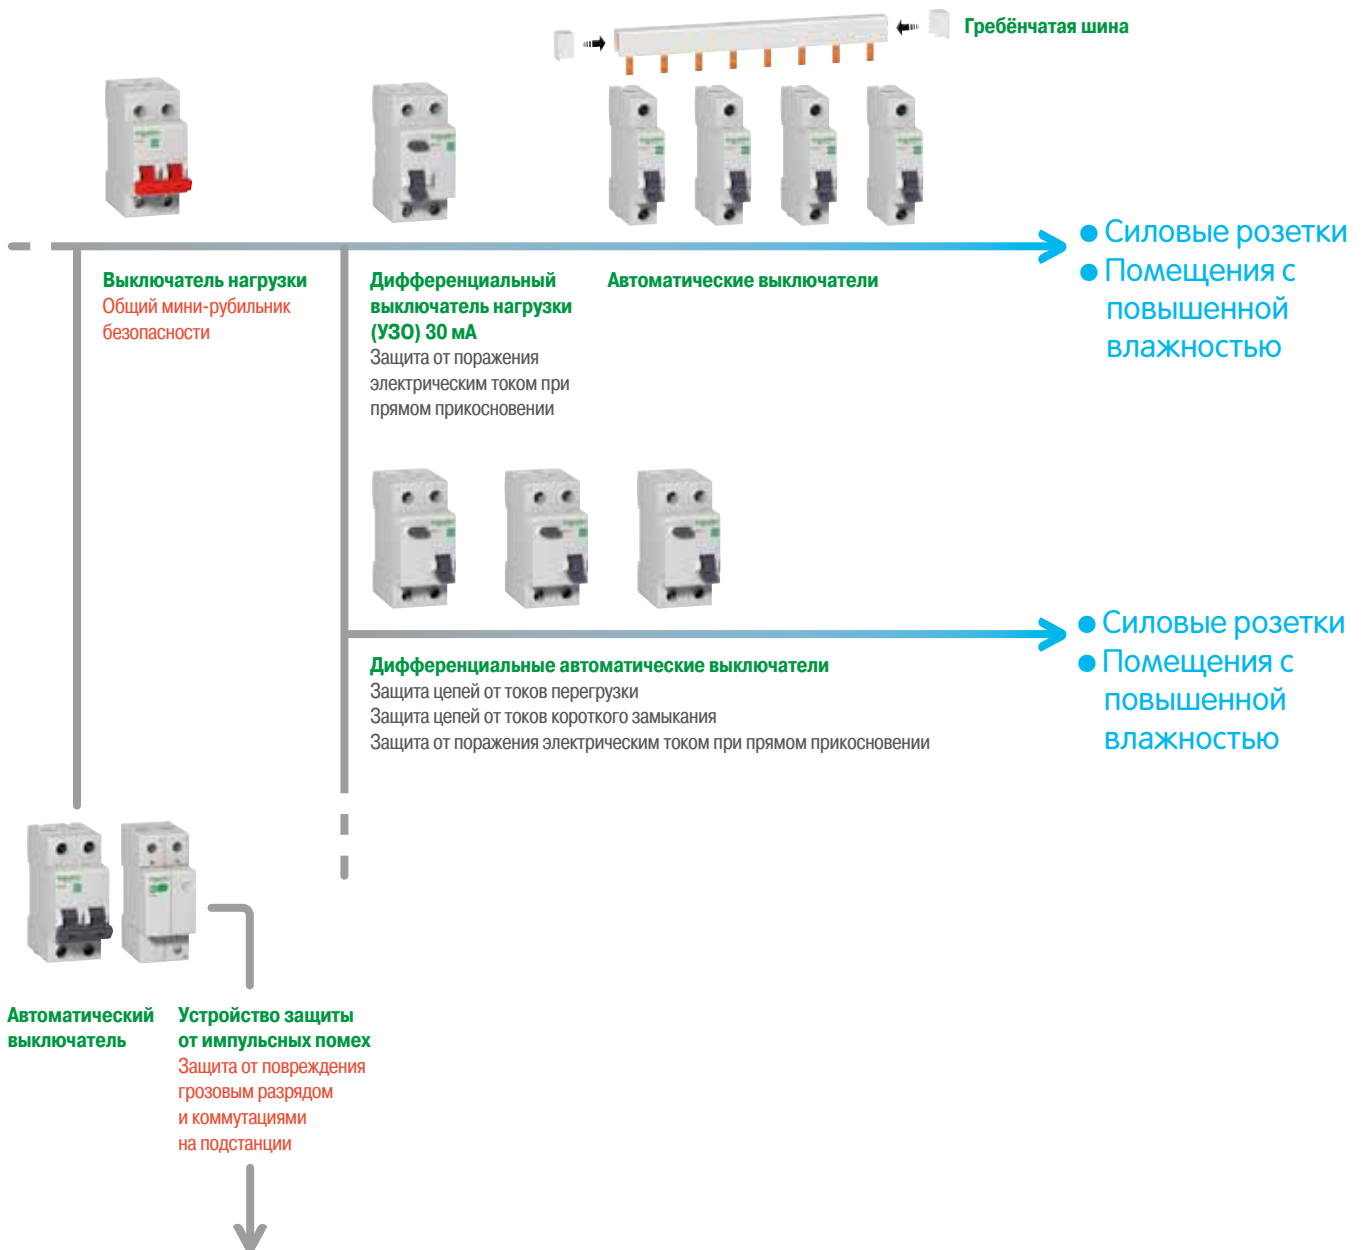 Гребёнчатая шина
Выключатель нагрузки
Общий мини-рубильник
безопасности
Дифференциальный
выключатель нагрузки
(УЗО) 30 мА
Защита от поражения
электрическим током при
прямом прикосновении
Автоматические выключатели
● Силовые розетки
● Помещения с
повышенной
влажностью
Дифференциальные автоматические выключатели
Защита цепей от токов перегрузки
Защита цепей от токов короткого замыкания
Защита от поражения электрическим током при прямом прикосновении
● Силовые розетки
● Помещения с
повышенной
влажностью
Автоматический
выключатель
Устройство защиты
от импульсных помех
Защита от повреждения
грозовым разрядом
и коммутациями
на подстанции